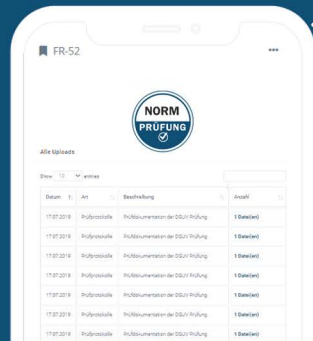 FR-52
NORM
PRÜFUNG
Alle Uploads
Show 10 entries
Datum Art Beschreibung Anzahl
17.07.2019 Prüfprotokolle Prüfdokumentation der DGUV Prüfung 1 Datei(en)
17.07.2019 Prüfprotokolle Prüfdokumentation der DGUV Prüfung 1 Datei(en)
17.07.2019 Prüfprotokolle Prüfdokumentation der DGUV Prüfung 1 Datei(en)
17.07.2019 Prüfprotokolle Prüfdokumentation der DGUV Prüfung 1 Datei(en)
17.07.2019 Prüfprotokolle Prüfdokumentation der DGUV Prüfung 1 Datei(en)
17.07.2019 Prüfprotokolle Prüfdokumentation der DGUV Prüfung 1 Datei(en)
17.07.2019 Prüfprotokolle Prüfdokumentation der DGUV Prüfung 1 Datei(en)